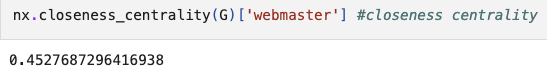 nx.closeness_centrality(G)['webmaster'] #closeness centrality
0.4527687296416938